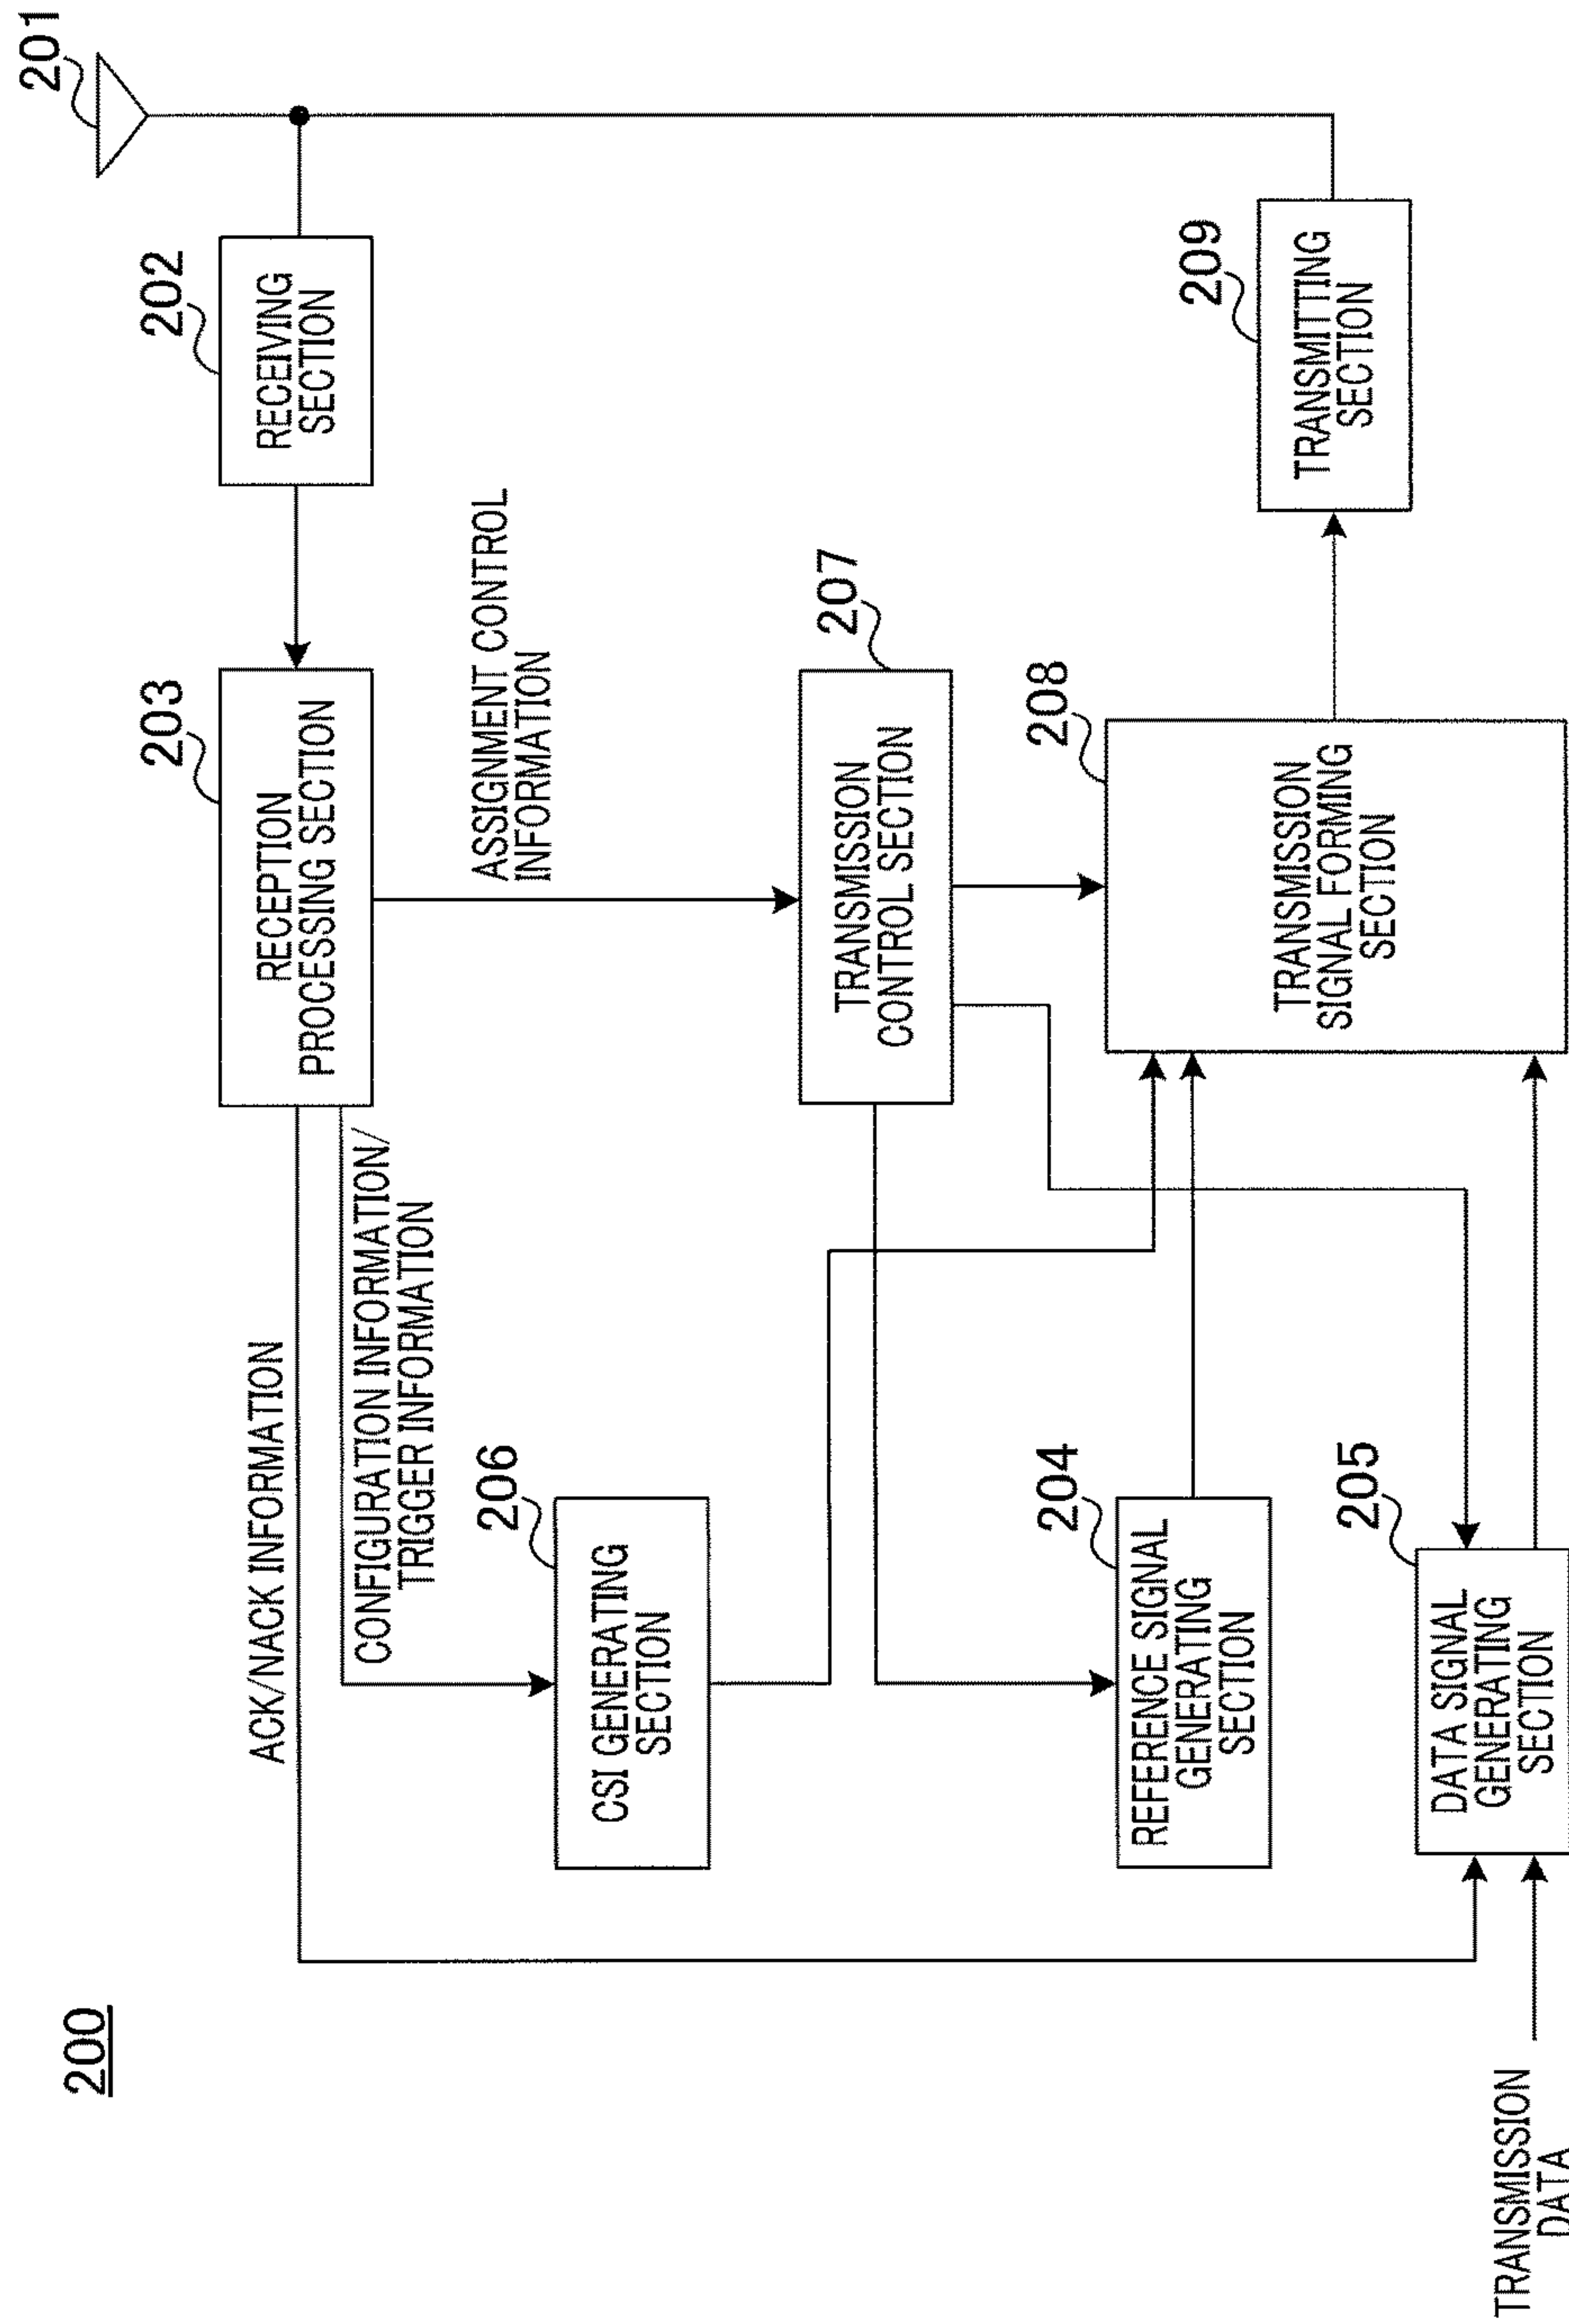 200
201
202
RECEIVING
SECTION
203
RECEPTION
PROCESSING SECTION
ACK/NACK INFORMATION
CONFIGURATION INFORMATION/
TRIGGER INFORMATION
ASSIGNMENT CONTROL
INFORMATION
206
CSI GENERATING
SECTION
207
TRANSMISSION
CONTROL SECTION
204
REFERENCE SIGNAL
GENERATING
SECTION
208
TRANSMISSION
SIGNAL FORMING
SECTION
209
TRANSMITTING
SECTION
205
DATA SIGNAL
GENERATING
SECTION
TRANSMISSION
DATA